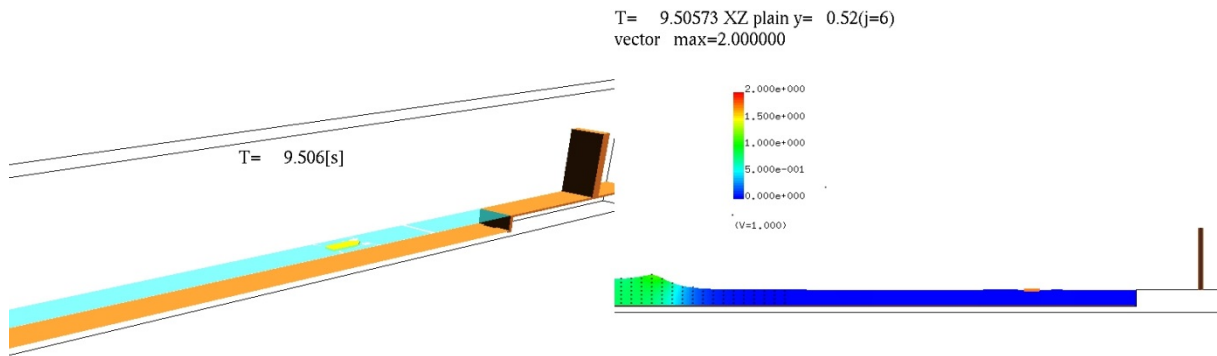 T= 9.506[s]
T= 9.50573 XZ plain y= 0.52(j=6)
vector max=2.000000
2.000e+000
1.500e+000
1.000e+000
5.000e-001
0.000e+000
(V=1.000)